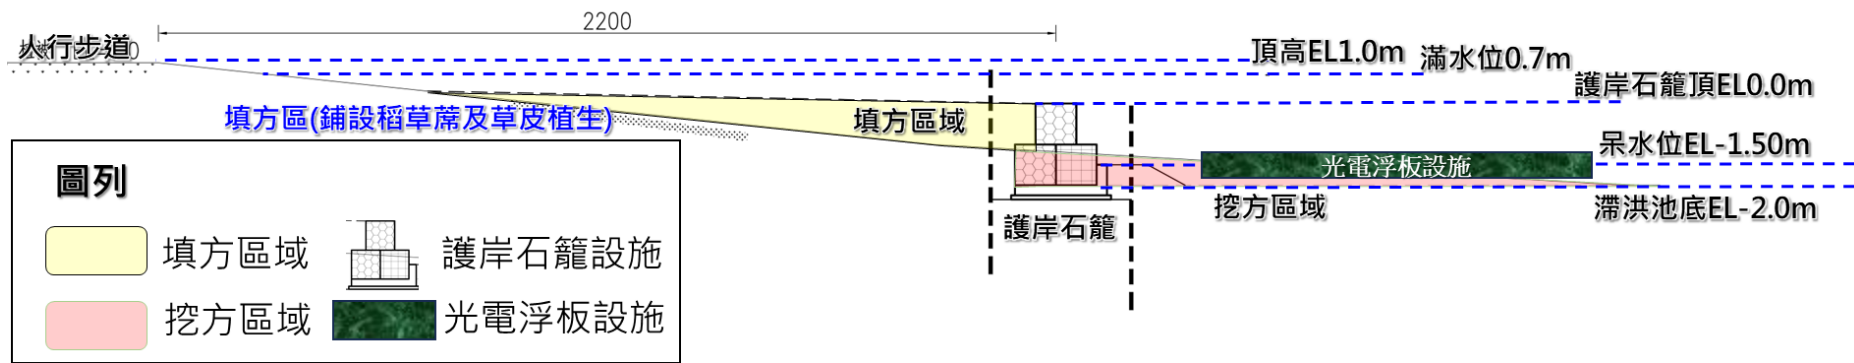 2200
人行步道
頂高EL1.0m
滿水位0.7m
護岸石籠頂EL0.0m
填方區(鋪設稻草蓆及草皮植生)
填方區域
呆水位EL-1.50m
光電浮板設施
挖方區域
滯洪池底EL-2.0m
護岸石籠
圖列
填方區域
護岸石籠設施
挖方區域
光電浮板設施